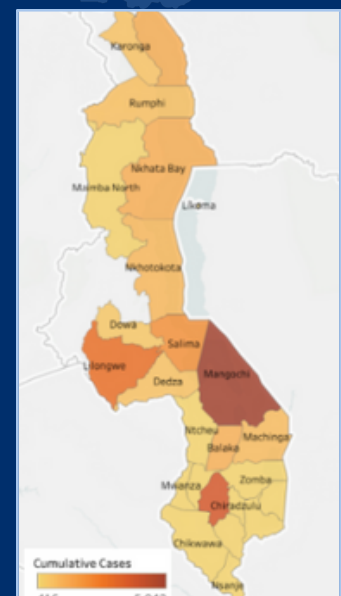 Karonga
Rumphi
Nkhata Bay
Mzimba North
Likoma
Nkhotokota
Dowa
Salima
Lilongwe
Mangochi
Dedza
Ntcheu
Machinga
Balaka
Zomba
Mwanza
Chiradzulu
Chikwawa
Nsanje
Cumulative Cases